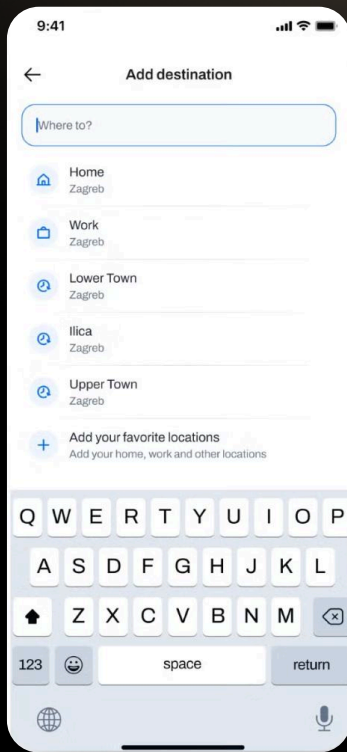 9:41
Add destination
Where to?
Home
Zagreb
Work
Zagreb
Lower Town
Zagreb
Ilica
Zagreb
Upper Town
Zagreb
Add your favorite locations
Add your home, work and other locations
Q W E R T Y U I O P
A S D F G H J K L
Z X C V B N M
123 space return